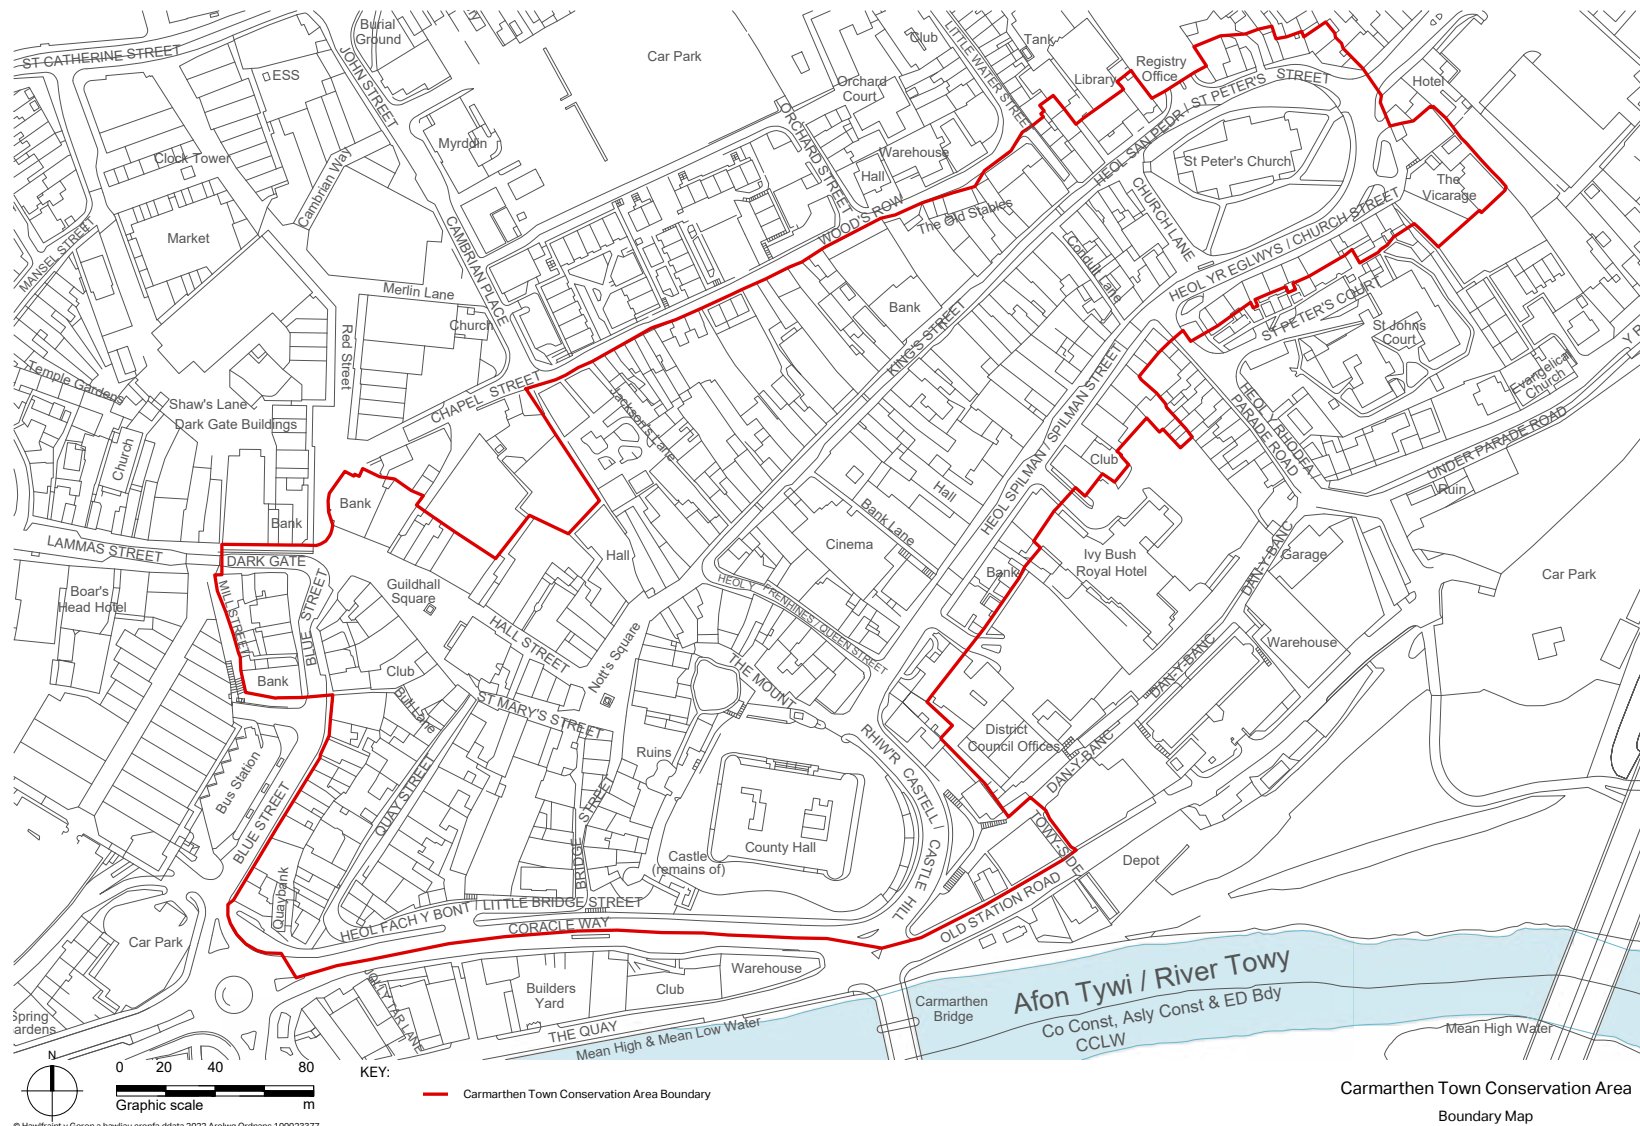 ST CATHERINE STREET
Burial
Ground
ESS
JOHN STREET
Car Park
Club
LITTLE WATER STREET
Tank
Library
Registry
Office
HEOL SAN PEDR / ST PETER'S STREET
Hotel
Orchard
Court
ORCHARD STREET
Myrddin
Clock Tower
Cambrian Way
Warehouse
Hall
St Peter's Church
The
Vicarage
CHURCH LANE
WOOD'S ROW
The Old Stables
MANSEL STREET
Market
CAMBRIAN PLACE
Conduit Lane
HEOL YR EGLWYS / CHURCH STREET
Merlin Lane
Church
Bank
KING'S STREET
ST PETER'S COURT
St Johns
Court
Red Street
Temple Gardens
CHAPEL STREET
Jackson's Lane
HEOL SPILMAN / SPILMAN STREET
HEOL Y RHODFA
PARADE ROAD
Evangelical
Church
Shaw's Lane
Dark Gate Buildings
Church
UNDER PARADE ROAD
Ruin
Club
Hall
Bank
Bank
Bank Lane
Cinema
LAMMAS STREET
DARK GATE
Hall
Ivy Bush
Royal Hotel
DAN-Y-BANC
Garage
Car Park
Boar's
Head Hotel
MILL STREET
BLUE STREET
Guildhall
Square
HEOL Y FRENHINES / QUEEN STREET
Bank
HALL STREET
Nott's Square
Warehouse
Bank
Club
Bull Lane
THE MOUNT
DAN-Y-BANC
ST MARY'S STREET
Ruins
RHIW'R CASTELL / CASTLE HILL
District
Council Offices
DAN-Y-BANC
Bus Station
BLUE STREET
QUAY STREET
BRIDGE STREET
County Hall
Castle
(remains of)
TOWY-SIDE
Depot
Quaybank
HEOL FACH Y BONT / LITTLE BRIDGE STREET
CORACLE WAY
OLD STATION ROAD
Car Park
JOLLY TAR LANE
Builders
Yard
Club
Warehouse
THE QUAY
Mean High & Mean Low Water
Carmarthen
Bridge
Afon Tywi / River Towy
Co Const, Asly Const & ED Bdy
CCLW
Mean High Water
N
0 20 40 80
Graphic scale m
KEY:
Carmarthen Town Conservation Area Boundary
Carmarthen Town Conservation Area
Boundary Map